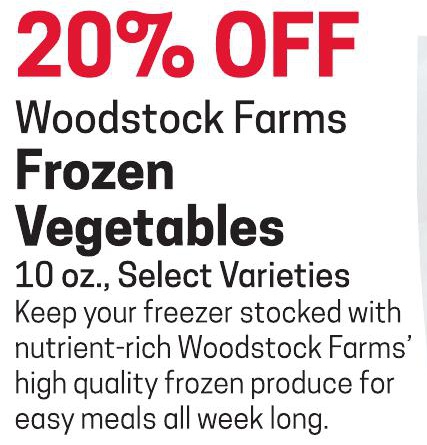 20% OFF
Woodstock Farms
Frozen
Vegetables
10 oz., Select Varieties
Keep your freezer stocked with
nutrient-rich Woodstock Farms’
high quality frozen produce for
easy meals all week long.